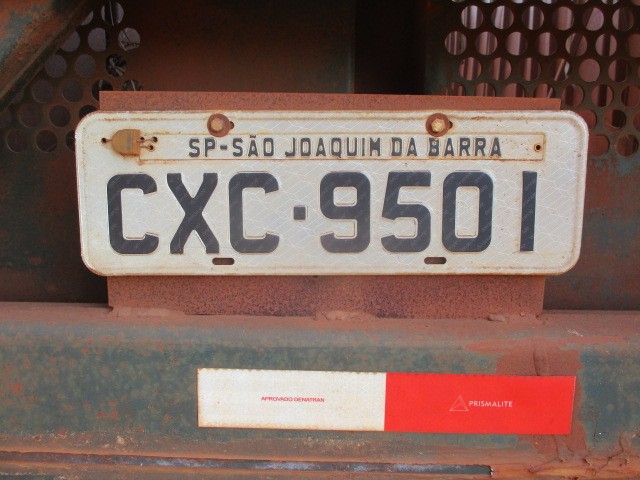 SP-SÃO JOAQUIM DA BARRA
CXC·9501
APROVADO DENATRAN
PRISMALITE